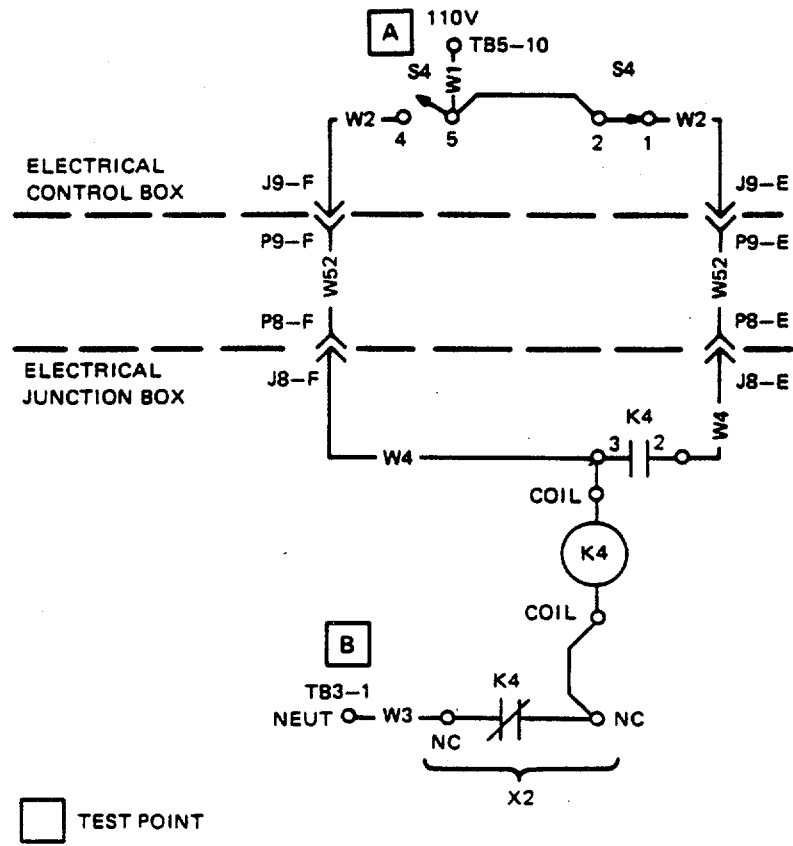 A
110V
TB5-10
S4
W1
S4
W2
4
5
2
1
W2
ELECTRICAL
CONTROL BOX
J9-F
J9-E
P9-F
P9-E
W52
W52
P8-F
P8-E
ELECTRICAL
JUNCTION BOX
J8-F
J8-E
K4
W4
W4
3
2
COIL
K4
COIL
B
TB3-1
K4
NEUT
W3
NC
NC
X2
TEST POINT